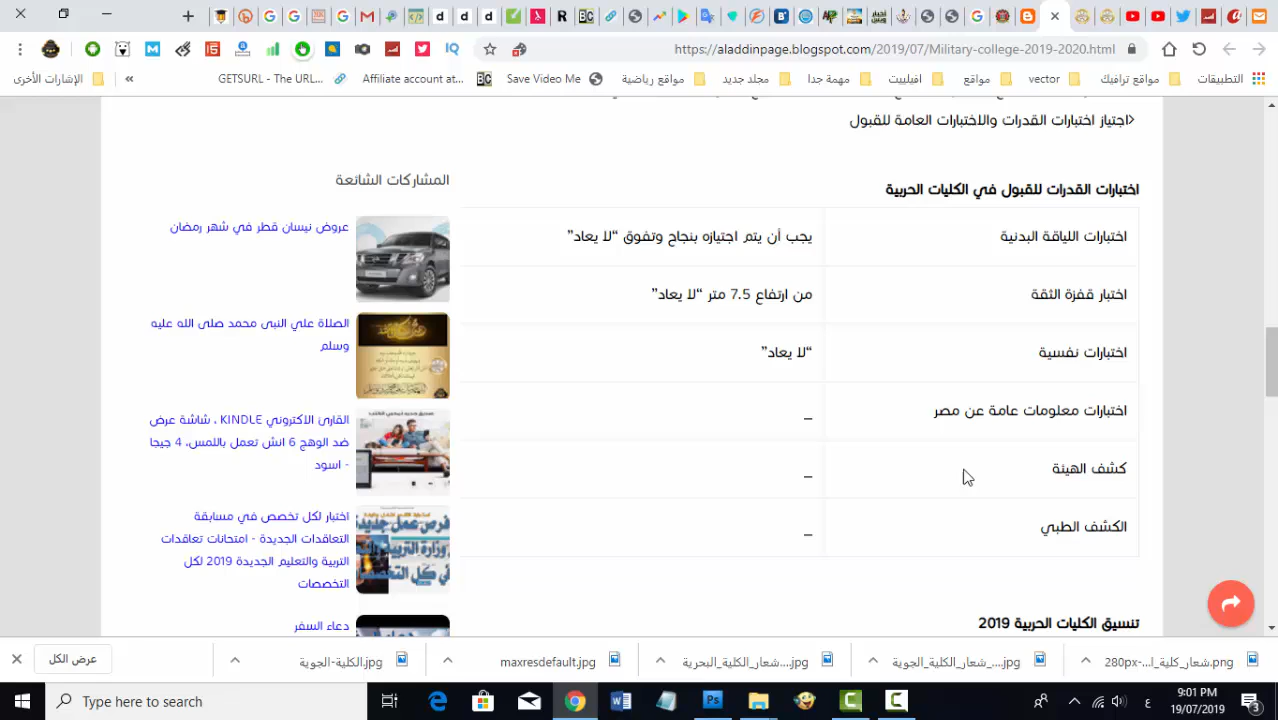 https://aladdinpage.blogspot.com/2019/07/Military-college-2019-2020.html
التطبيقات
مواقع ترافيك
vector
مواقع
افيلييت
مهمة جدا
مجلد جديد
مواقع رياضية
Save Video Me
Affiliate account at...
GETSURL - The URL...
الإشارات الأخرى
اجتياز اختبارات القدرات والاختبارات العامة للقبول
اختبارات القدرات للقبول في الكليات الحربية
اختبارات اللياقة البدنية
يجب أن يتم اجتيازه بنجاح وتفوق “لا يعاد”
اختبار قفزة الثقة
من ارتفاع 7.5 متر “لا يعاد”
اختبارات نفسية
“لا يعاد”
اختبارات معلومات عامة عن مصر
–
كشف الهيئة
–
الكشف الطبي
–
تنسيق الكليات الحربية 2019
المشاركات الشائعة
عروض نيسان قطر في شهر رمضان
الصلاة علي النبى محمد صلى الله عليه
وسلم
القارئ الاكتروني KINDLE ، شاشة عرض
ضد الوهج 6 انش تعمل باللمس، 4 جيجا
- اسود
اختبار لكل تخصص في مسابقة
التعاقدات الجديدة - امتحانات تعاقدات
التربية والتعليم الجديدة 2019 لكل
التخصصات
دعاء السفر
280px-شعار_كلية_ا....png
شعار_الكلية_الجوية_....jpg
شعار_الكلية_البحرية....jpg
maxresdefault.jpg
الكلية-الجوية.jpg
عرض الكل
Type here to search
ع
9:01 PM
19/07/2019
3